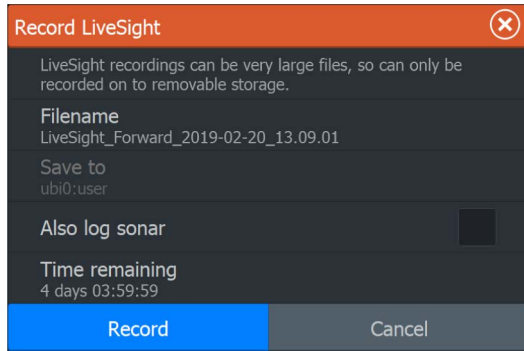 Record LiveSight
LiveSight recordings can be very large files, so can only be
recorded on to removable storage.
Filename
LiveSight_Forward_2019-02-20_13.09.01
Save to
ubi0:user
Also log sonar
Time remaining
4 days 03:59:59
Record
Cancel